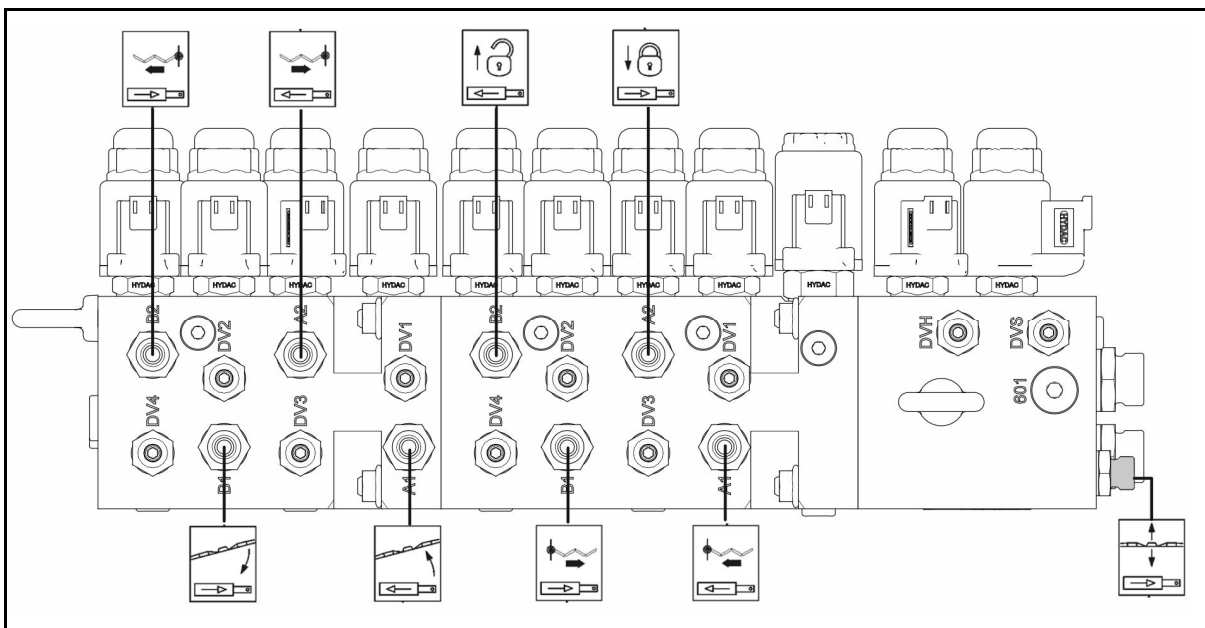 HYDAC
HYDAC HYDAC HYDAC HYDAC HYDAC HYDAC HYDAC HYDAC HYDAC HYDAC HYDAC
B2 DV2 A2 DV1 B2 DV2 A2 DV1 DVH DVS
DV4 DV3 DV4 DV3 601
B1 A1 B1 A1